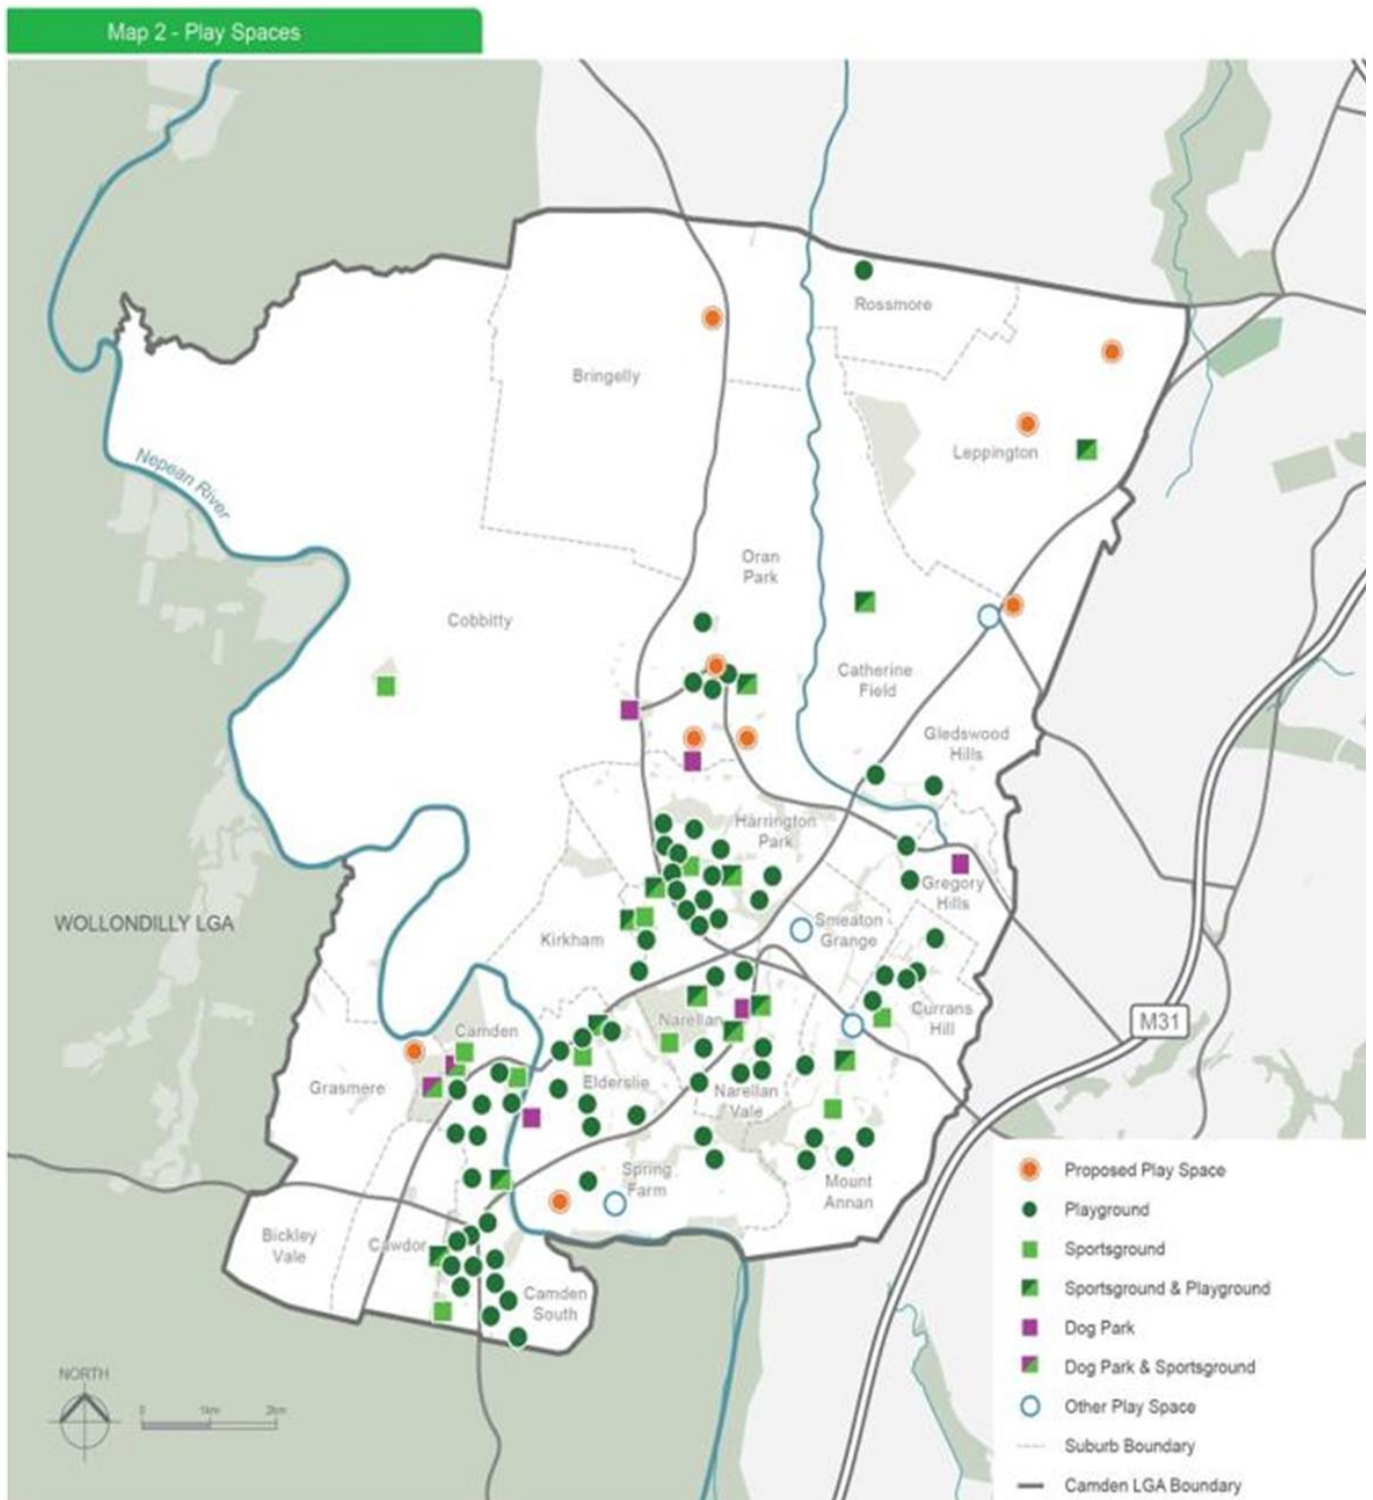 Map 2 - Play Spaces
Rossmore
Bringelly
Leppington
Nepean River
Oran
Park
Cobbitty
Catherine
Field
Gledswood
Hills
Harrington
Park
Gregory
Hills
WOLLONDILLY LGA
Kirkham
Smeaton
Grange
Currans
Hill
M31
Camden
Narellan
Grasmere
Elderslie
Narellan
Vale
Spring
Farm
Mount
Annan
Bickley
Vale
Cawdor
Camden
South
NORTH
0 1km 2km
Proposed Play Space
Playground
Sportsground
Sportsground & Playground
Dog Park
Dog Park & Sportsground
Other Play Space
Suburb Boundary
Camden LGA Boundary